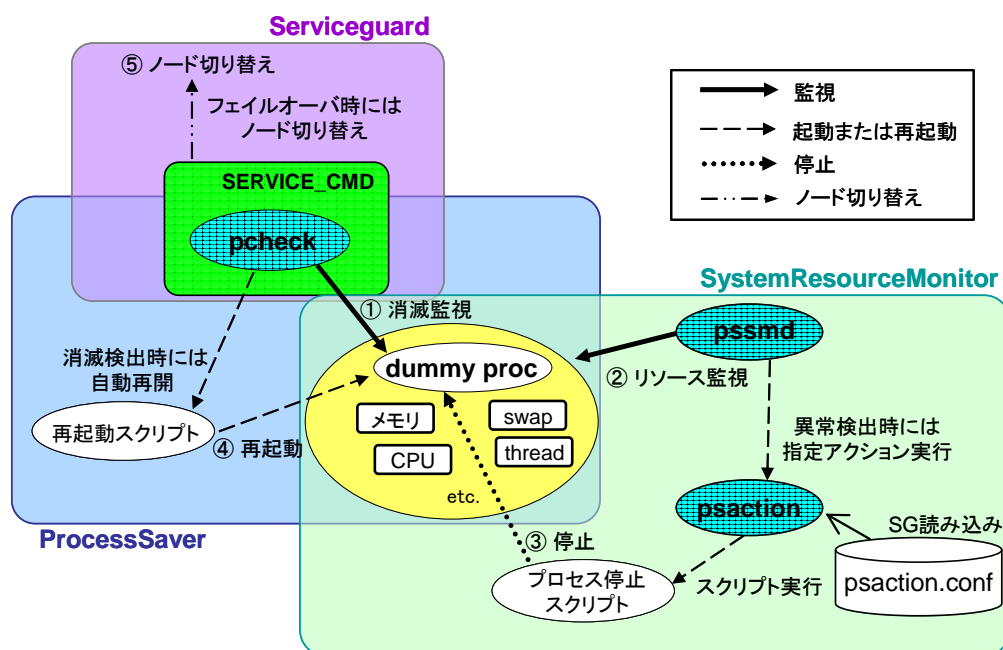 Serviceguard
⑤ ノード切り替え
フェイルオーバ時には
ノード切り替え
監視
起動または再起動
停止
ノード切り替え
SERVICE_CMD
pcheck
SystemResourceMonitor
① 消滅監視
pssmd
dummy proc
② リソース監視
消滅検出時には
自動再開
再起動スクリプト
④ 再起動
メモリ
swap
CPU
thread
etc.
異常検出時には
指定アクション実行
psaction
SG読み込み
ProcessSaver
③ 停止
プロセス停止
スクリプト
スクリプト実行
psaction.conf